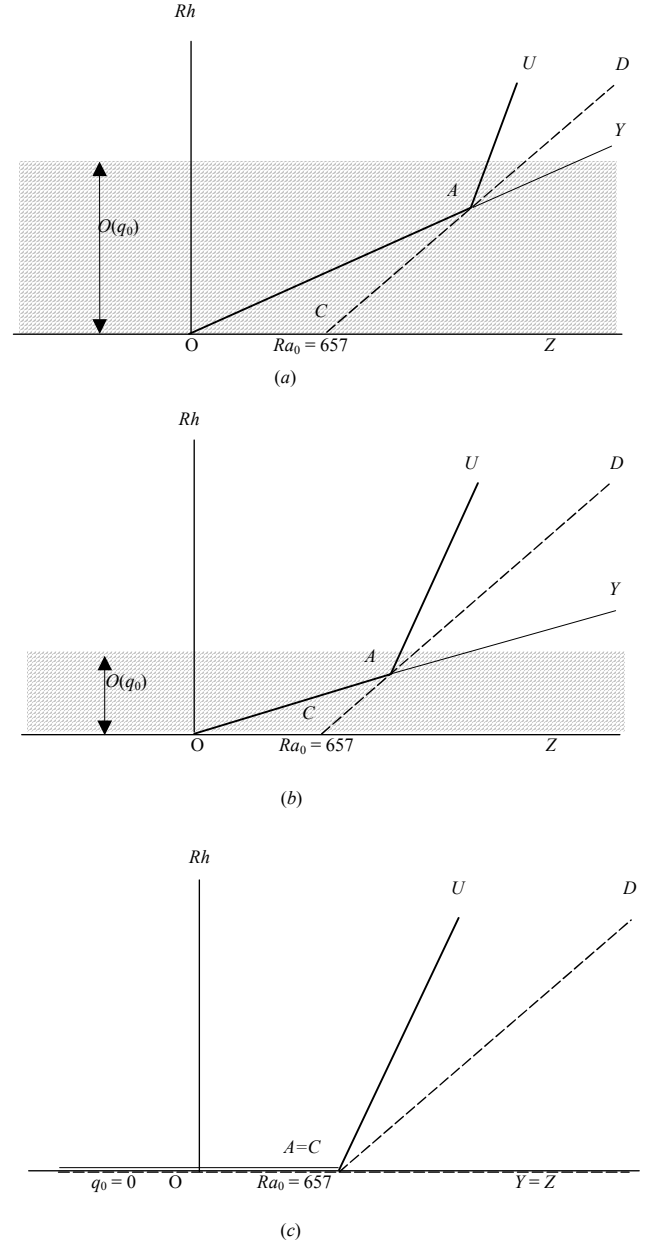 Rh
U
D
Y
A
O(q₀)
C
O
Ra₀ = 657
Z
(a)
Rh
U
D
Y
A
O(q₀)
C
O
Ra₀ = 657
Z
(b)
Rh
U
D
A=C
q₀ = 0
O
Ra₀ = 657
Y = Z
(c)